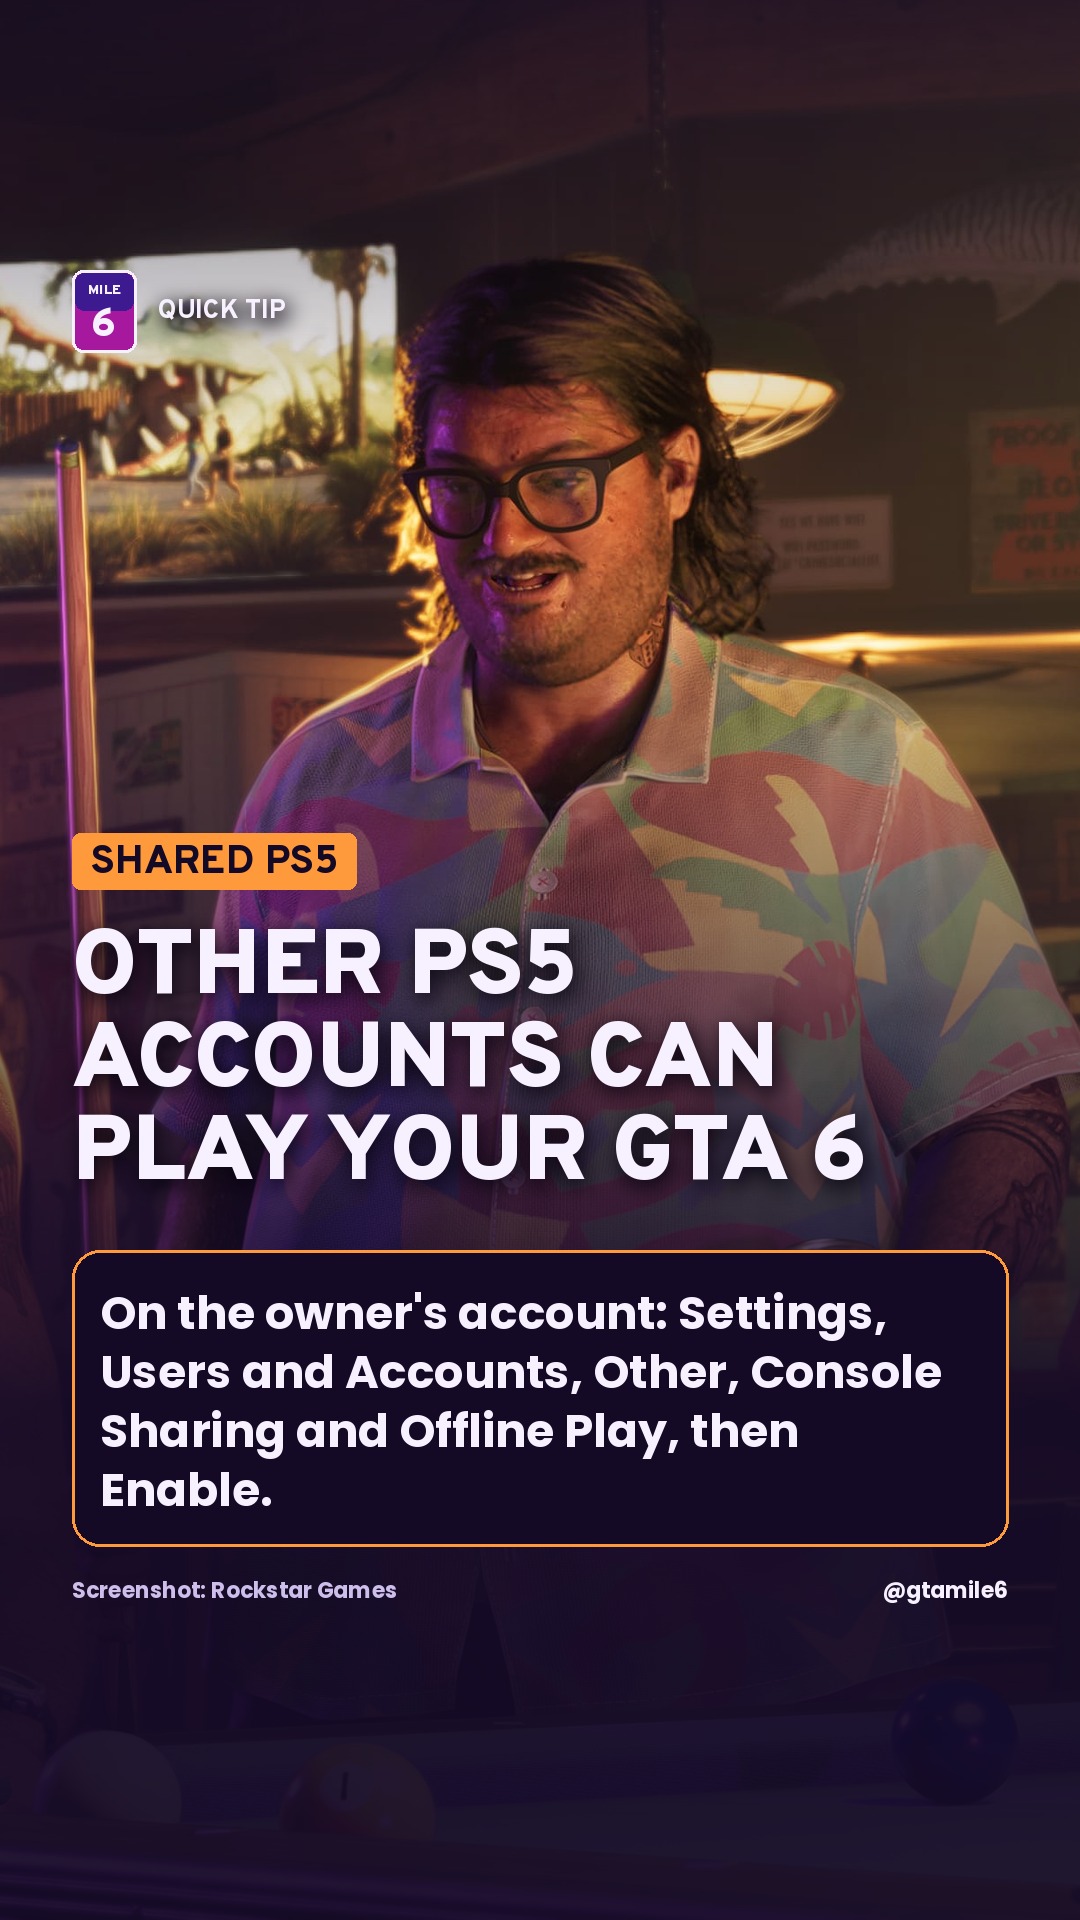 MILE
6
QUICK TIP
SHARED PS5
OTHER PS5
ACCOUNTS CAN
PLAY YOUR GTA 6
On the owner's account: Settings,
Users and Accounts, Other, Console
Sharing and Offline Play, then
Enable.
Screenshot: Rockstar Games
@gtamile6